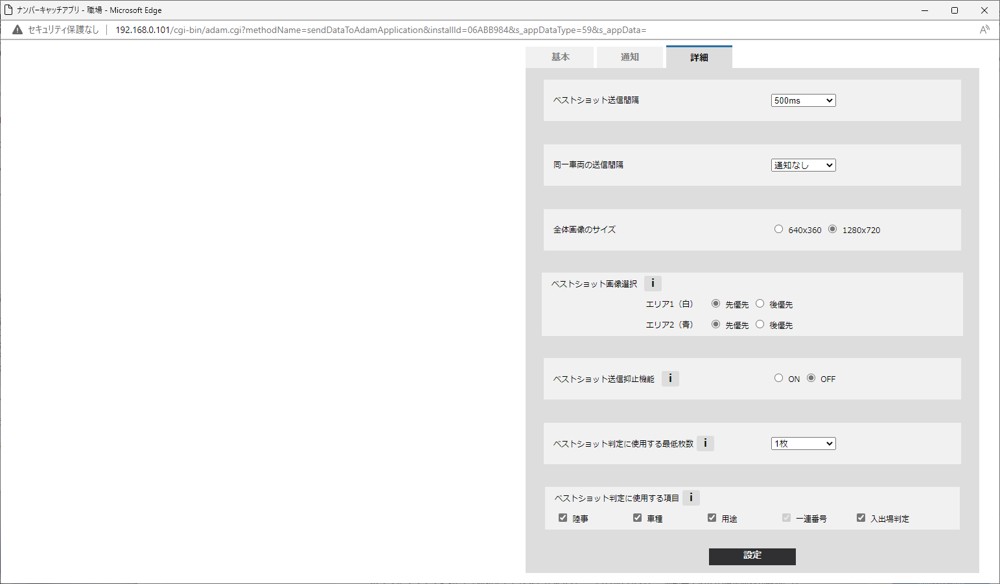 ナンバーキャッチアプリ - 職場 - Microsoft Edge
セキュリティ保護なし | 192.168.0.101/cgi-bin/adam.cgi?methodName=sendDataToAdamApplication&installId=06ABB984&s_appDataType=59&s_appData=
基本 通知 詳細
ベストショット送信間隔 500ms
同一車両の送信間隔 通知なし
全体画像のサイズ 640x360 1280x720
ベストショット画像選択 i
エリア1（白） 先優先 後優先
エリア2（青） 先優先 後優先
ベストショット送信抑止機能 i ON OFF
ベストショット判定に使用する最低枚数 i 1枚
ベストショット判定に使用する項目 i
陸事 車種 用途 一連番号 入出場判定
設定